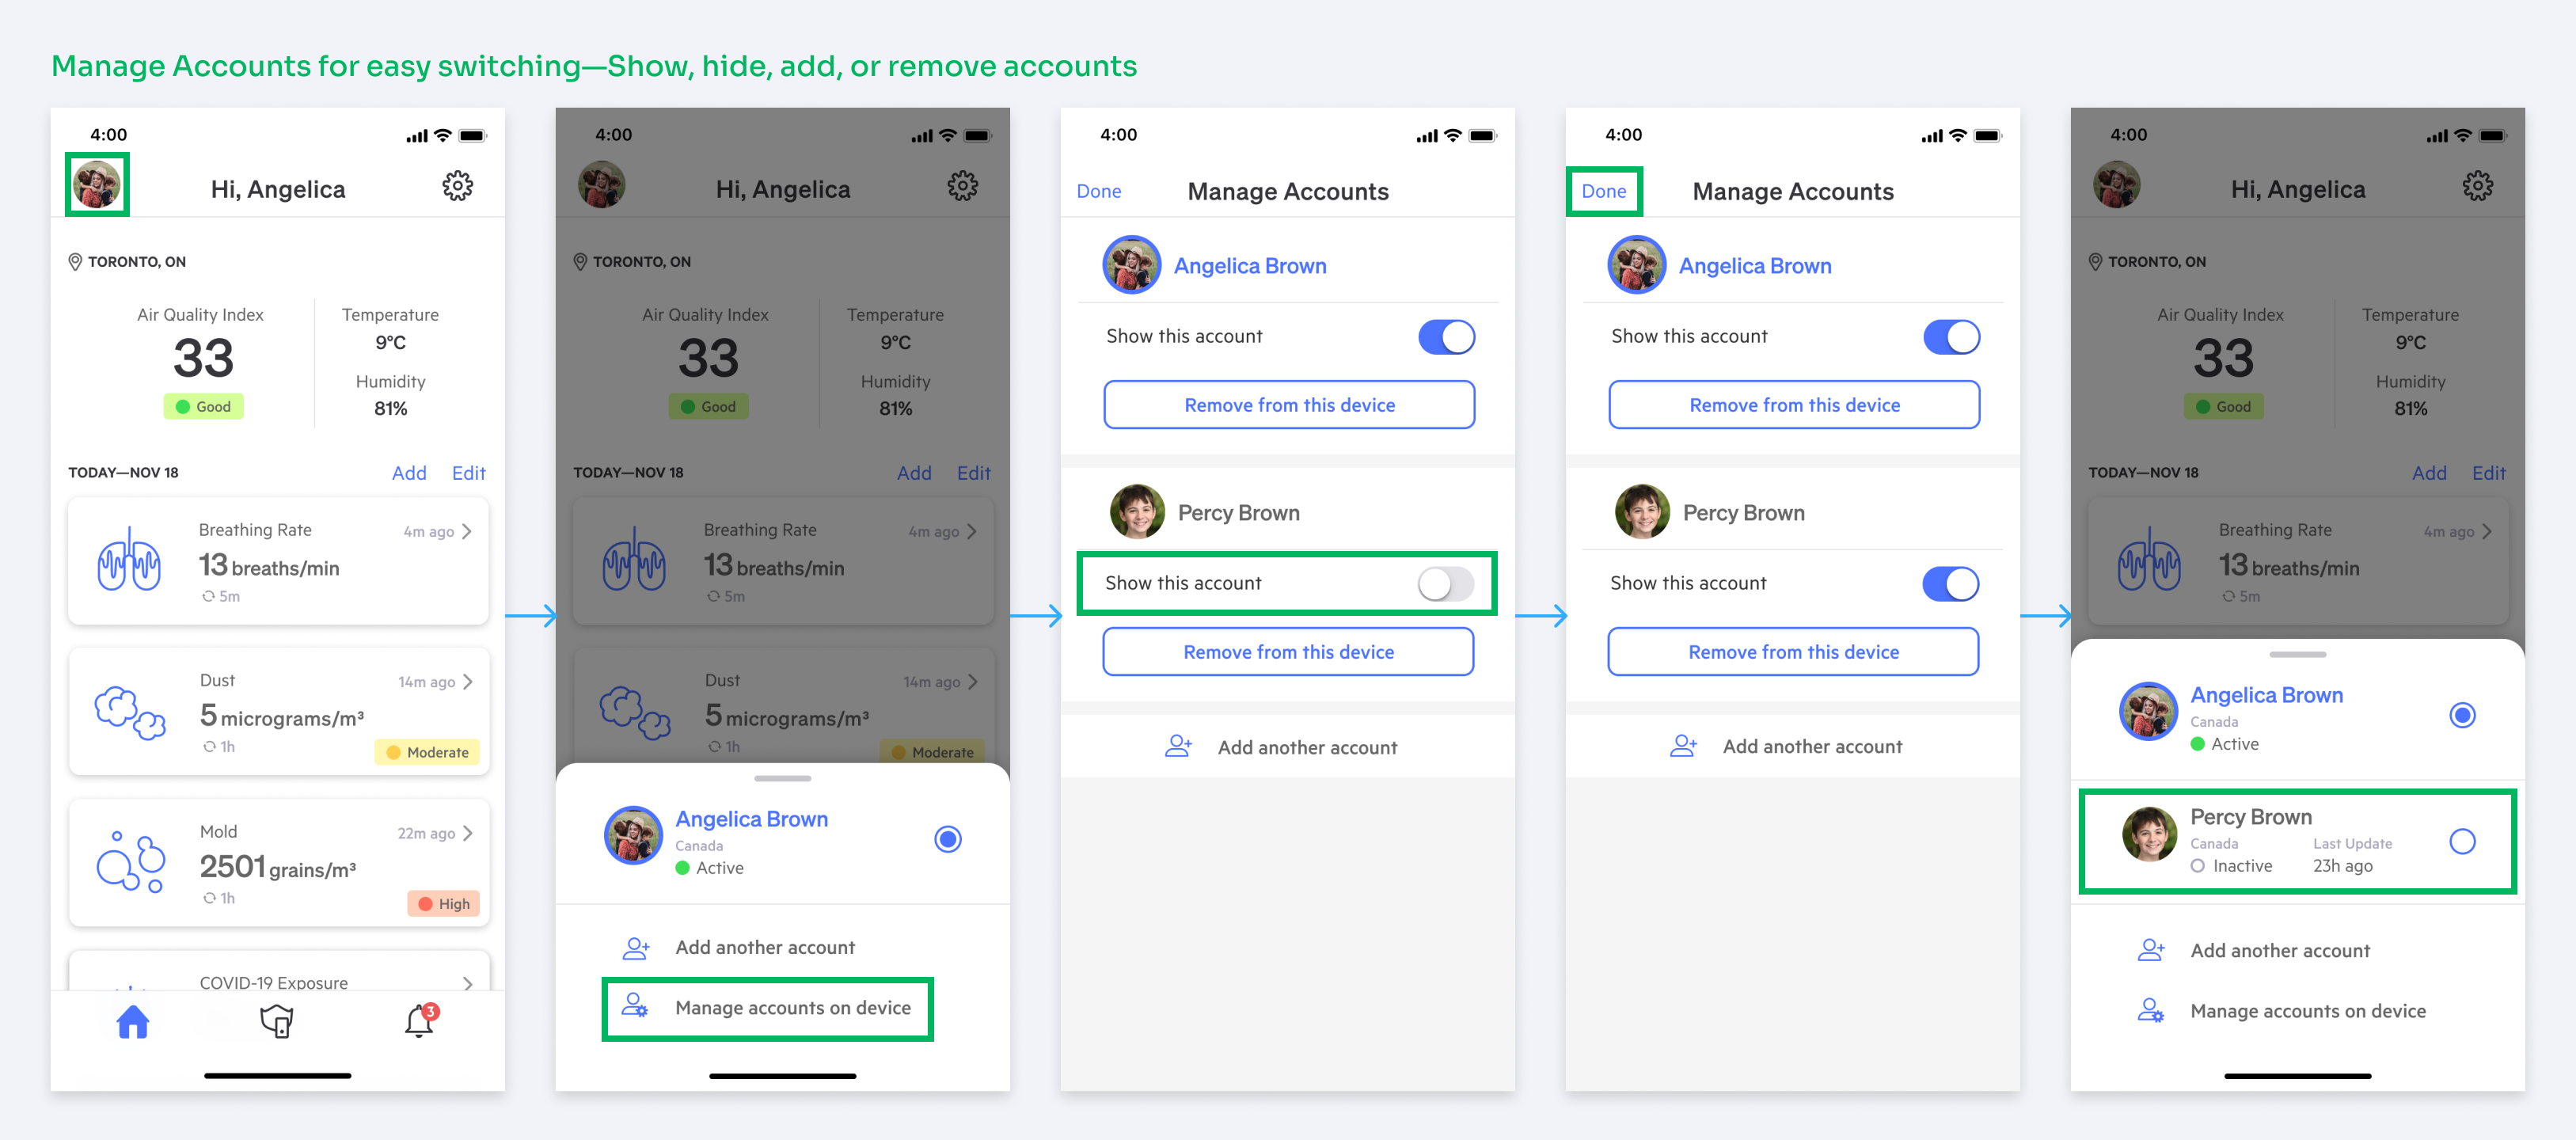 Manage Accounts for easy switching—Show, hide, add, or remove accounts
4:00
Hi, Angelica
TORONTO, ON
Air Quality Index
33
Good
Temperature
9°C
Humidity
81%
TODAY—NOV 18
Add
Edit
Breathing Rate
4m ago
13 breaths/min
5m
Dust
14m ago
5 micrograms/m³
1h
Moderate
Mold
22m ago
2501 grains/m³
1h
High
COVID-19 Exposure
3
4:00
Hi, Angelica
TORONTO, ON
Air Quality Index
33
Good
Temperature
9°C
Humidity
81%
TODAY—NOV 18
Add
Edit
Breathing Rate
4m ago
13 breaths/min
5m
Dust
14m ago
5 micrograms/m³
1h
Moderate
Angelica Brown
Canada
Active
Add another account
Manage accounts on device
4:00
Done
Manage Accounts
Angelica Brown
Show this account
Remove from this device
Percy Brown
Show this account
Remove from this device
Add another account
4:00
Done
Manage Accounts
Angelica Brown
Show this account
Remove from this device
Percy Brown
Show this account
Remove from this device
Add another account
4:00
Hi, Angelica
TORONTO, ON
Air Quality Index
33
Good
Temperature
9°C
Humidity
81%
TODAY—NOV 18
Add
Edit
Breathing Rate
4m ago
13 breaths/min
5m
Angelica Brown
Canada
Active
Percy Brown
Canada
Last Update
Inactive
23h ago
Add another account
Manage accounts on device